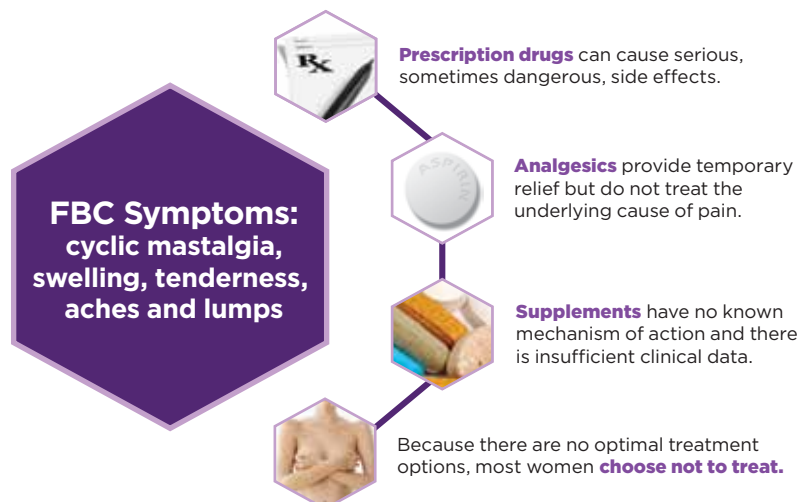 Rx
Prescription drugs can cause serious,
sometimes dangerous, side effects.
ASPIRIN
Analgesics provide temporary
relief but do not treat the
underlying cause of pain.
FBC Symptoms:
cyclic mastalgia,
swelling, tenderness,
aches and lumps
Supplements have no known
mechanism of action and there
is insufficient clinical data.
Because there are no optimal treatment
options, most women choose not to treat.